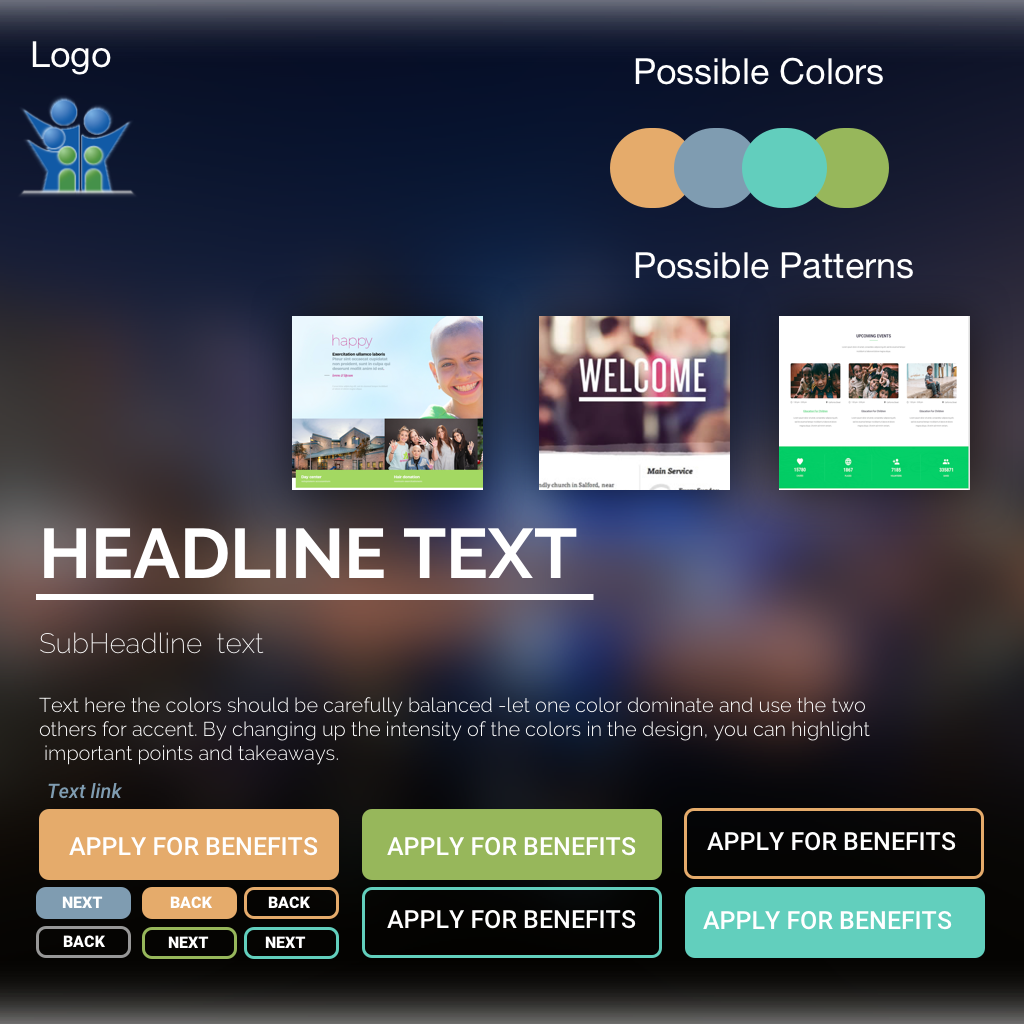 Logo
Possible Colors
Possible Patterns
happy
Exercitation ullamco laboris
WELCOME
Main Service
UPCOMING EVENTS
HEADLINE TEXT
SubHeadline  text
Text here the colors should be carefully balanced -let one color dominate and use the two
others for accent. By changing up the intensity of the colors in the design, you can highlight
important points and takeaways.
Text link
APPLY FOR BENEFITS
APPLY FOR BENEFITS
APPLY FOR BENEFITS
NEXT
BACK
BACK
APPLY FOR BENEFITS
APPLY FOR BENEFITS
BACK
NEXT
NEXT